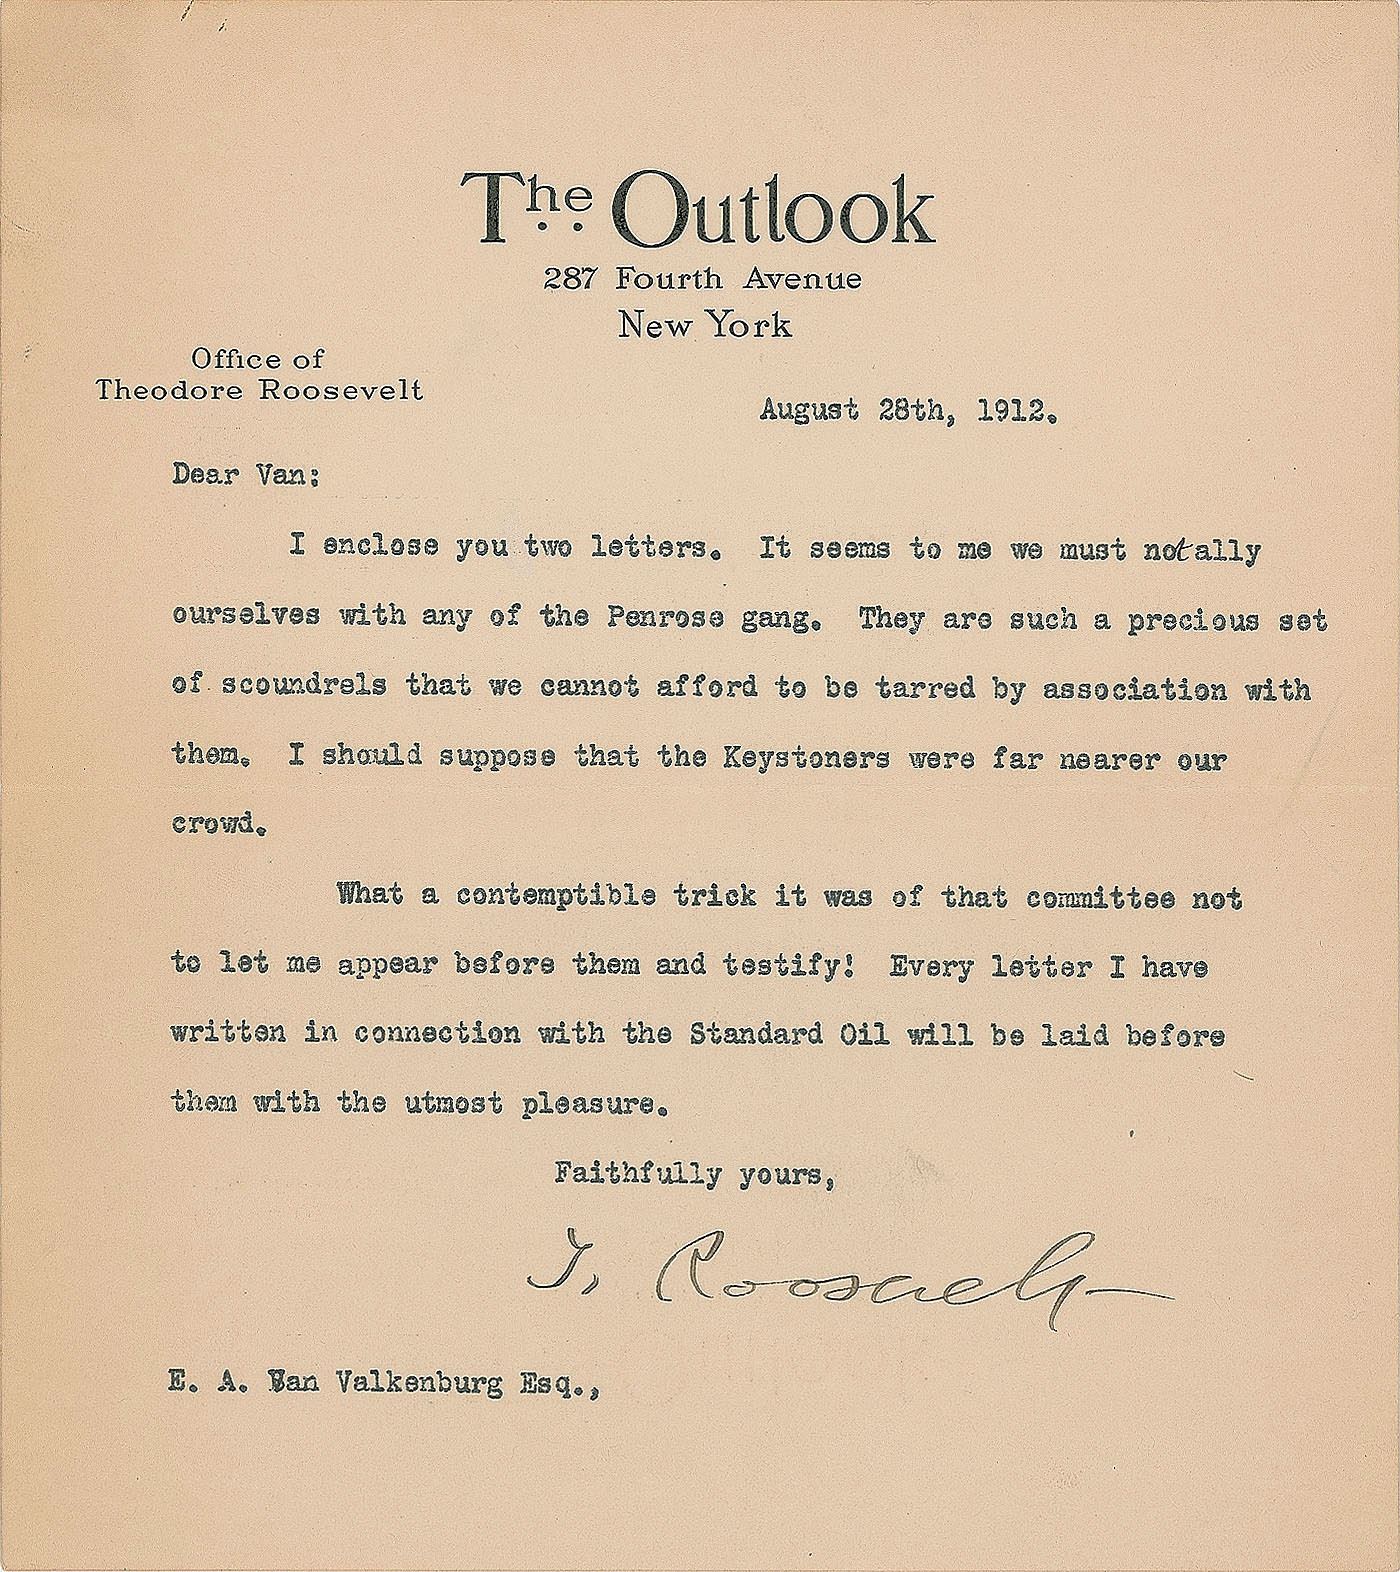 The Outlook
287 Fourth Avenue
New York
Office of
Theodore Roosevelt
August 28th, 1912.
Dear Van:
I enclose you two letters. It seems to me we must not ally
ourselves with any of the Penrose gang. They are such a precious set
of scoundrels that we cannot afford to be tarred by association with
them. I should suppose that the Keystoners were far nearer our
crowd.
What a contemptible trick it was of that committee not
to let me appear before them and testify! Every letter I have
written in connection with the Standard Oil will be laid before
them with the utmost pleasure.
Faithfully yours,
T. Roosevelt
E. A. Van Valkenburg Esq.,